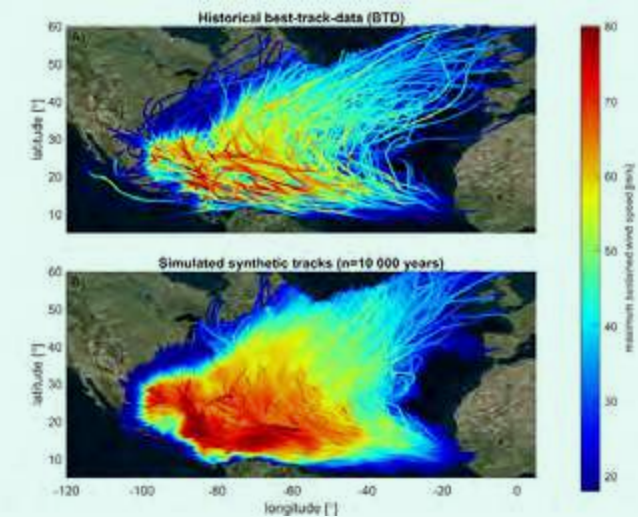 Historical best-track-data (BTD)
A)
60
50
40
30
20
10
latitude [°]
Simulated synthetic tracks (n=10 000 years)
B)
60
50
40
30
20
10
latitude [°]
-120 -100 -80 -60 -40 -20 -0
longitude [°]
80
70
60
50
40
30
20
maximum sustained wind speed [m/s]